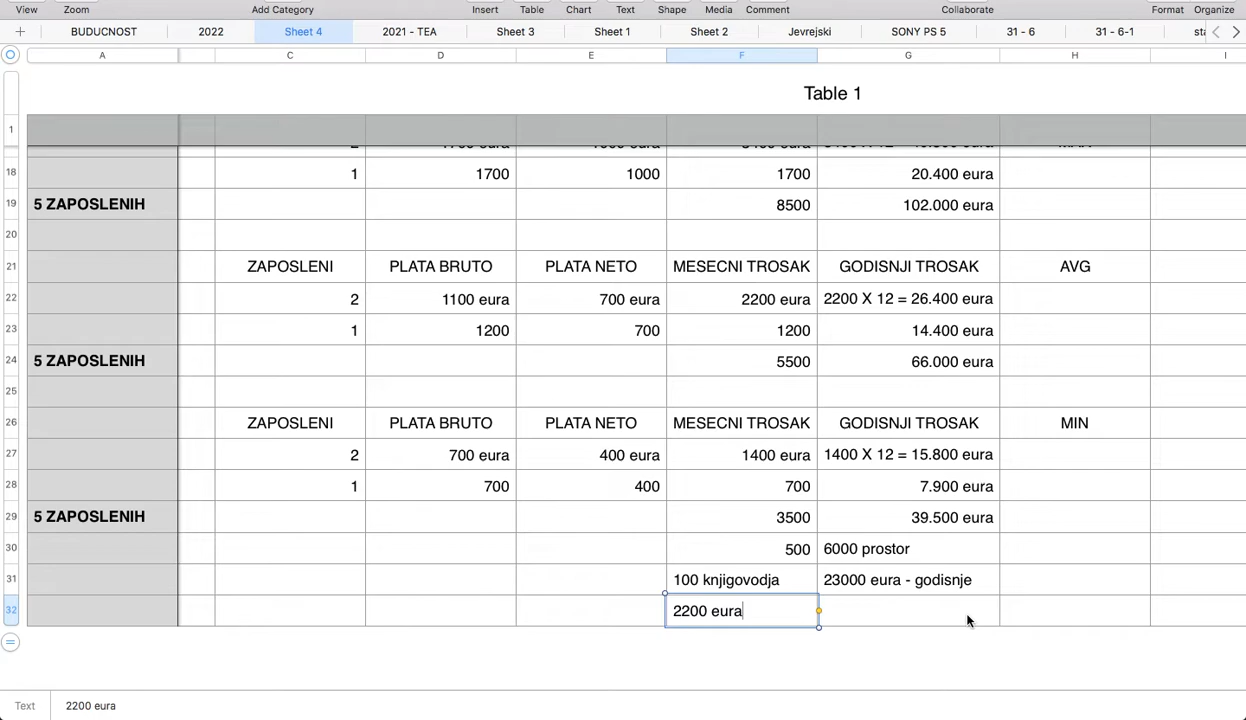 View Zoom Add Category Insert Table Chart Text Shape Media Comment Collaborate Format Organize
+ BUDUCNOST 2022 Sheet 4 2021 - TEA Sheet 3 Sheet 1 Sheet 2 Jevrejski SONY PS 5 31 - 6 31 - 6-1
A C D E F G H I
Table 1
1
18 1 1700 1000 1700 20.400 eura
19 5 ZAPOSLENIH 8500 102.000 eura
20
21 ZAPOSLENI PLATA BRUTO PLATA NETO MESECNI TROSAK GODISNJI TROSAK AVG
22 2 1100 eura 700 eura 2200 eura 2200 X 12 = 26.400 eura
23 1 1200 700 1200 14.400 eura
24 5 ZAPOSLENIH 5500 66.000 eura
25
26 ZAPOSLENI PLATA BRUTO PLATA NETO MESECNI TROSAK GODISNJI TROSAK MIN
27 2 700 eura 400 eura 1400 eura 1400 X 12 = 15.800 eura
28 1 700 400 700 7.900 eura
29 5 ZAPOSLENIH 3500 39.500 eura
30 500 6000 prostor
31 100 knjigovodja 23000 eura - godisnje
32 2200 eura
Text 2200 eura